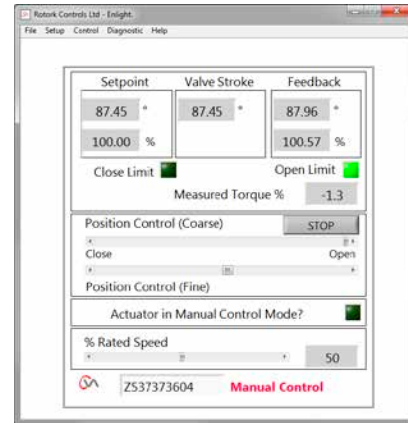 Rotork Controls Ltd - Enlight.
File Setup Control Diagnostic Help
Setpoint Valve Stroke Feedback
87.45 ° 87.45 ° 87.96 °
100.00 % 100.57 %
Close Limit Open Limit
Measured Torque % -1.3
Position Control (Coarse) STOP
Close Open
Position Control (Fine)
Actuator in Manual Control Mode?
% Rated Speed
50
ZS37373604 Manual Control